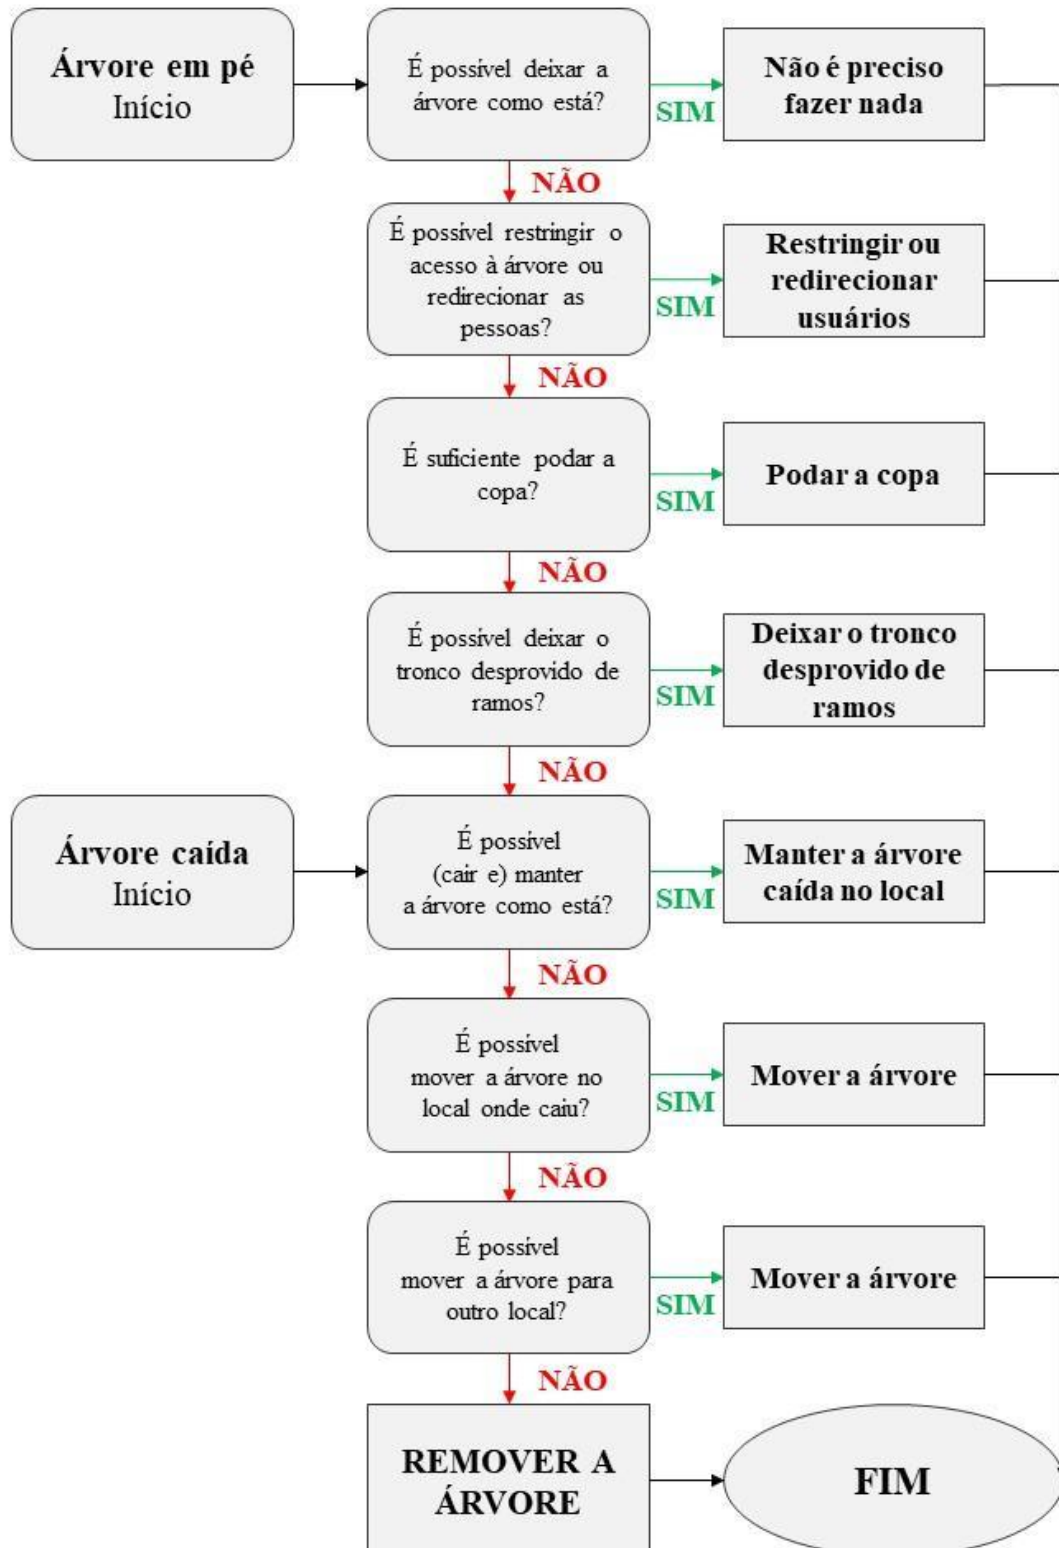 Árvore em pé
Início
É possível deixar a
árvore como está?
SIM
Não é preciso
fazer nada
NÃO
É possível restringir o
acesso à árvore ou
redirecionar as
pessoas?
SIM
Restringir ou
redirecionar
usuários
NÃO
É suficiente podar a
copa?
SIM
Podar a copa
NÃO
É possível deixar o
tronco desprovido de
ramos?
SIM
Deixar o tronco
desprovido de
ramos
NÃO
Árvore caída
Início
É possível
(cair e) manter
a árvore como está?
SIM
Manter a árvore
caída no local
NÃO
É possível
mover a árvore no
local onde caiu?
SIM
Mover a árvore
NÃO
É possível
mover a árvore para
outro local?
SIM
Mover a árvore
NÃO
REMOVER A
ÁRVORE
FIM